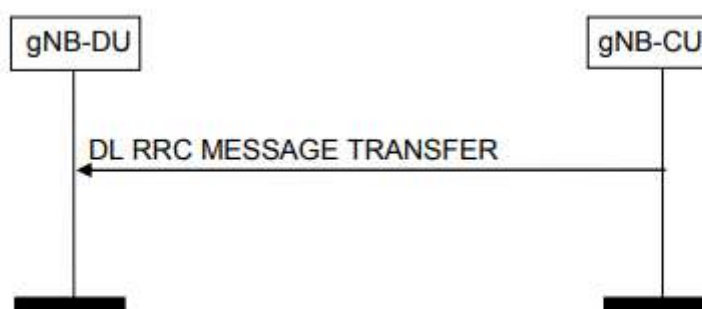 gNB-DU
gNB-CU
DL RRC MESSAGE TRANSFER